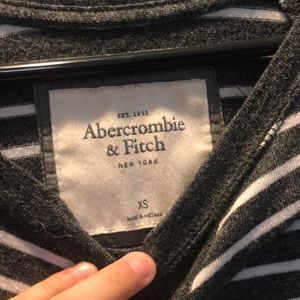 EST. 1892
Abercrombie
& Fitch
NEW YORK
XS
MADE IN VIETNAM